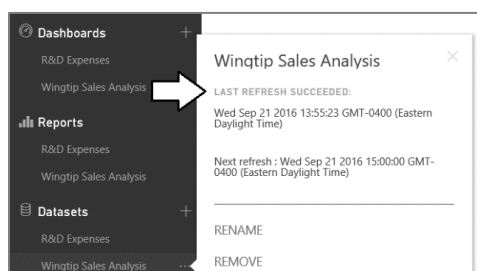 Dashboards +
R&D Expenses
Wingtip Sales Analysis
Reports
R&D Expenses
Wingtip Sales Analysis
Datasets +
R&D Expenses
Wingtip Sales Analysis ...
Wingtip Sales Analysis ×
LAST REFRESH SUCCEEDED:
Wed Sep 21 2016 13:55:23 GMT-0400 (Eastern
Daylight Time)
Next refresh : Wed Sep 21 2016 15:00:00 GMT-
0400 (Eastern Daylight Time)
RENAME
REMOVE